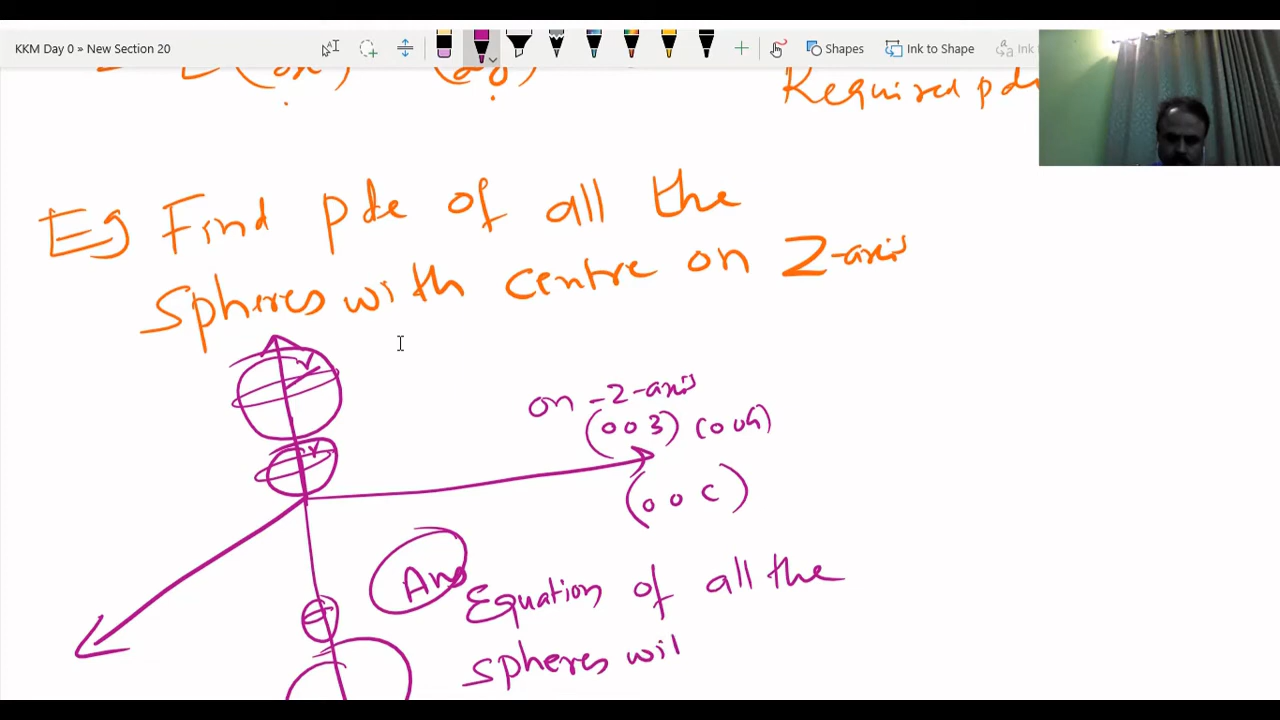 KKM Day 0 » New Section 20
Shapes
Ink to Shape
Ink
Required pde
Eg Find pde of all the
spheres with centre on Z-axis
on -Z-axis
(0 0 3) (0 0 4)
(0 0 C)
r
r
Ans
Equation of all the
spheres wil